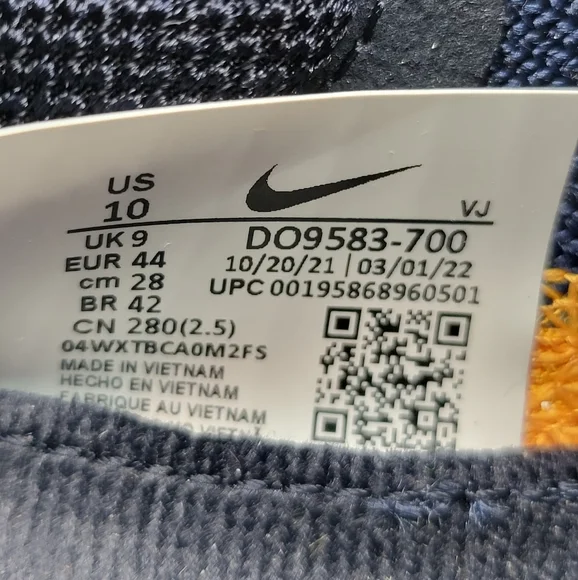 US
10
VJ
UK 9
DO9583-700
EUR 44
10/20/21 | 03/01/22
cm 28
UPC 00195868960501
BR 42
CN 280(2.5)
04WXTBCA0M2FS
MADE IN VIETNAM
HECHO EN VIETNAM
FABRIQUE AU VIETNAM